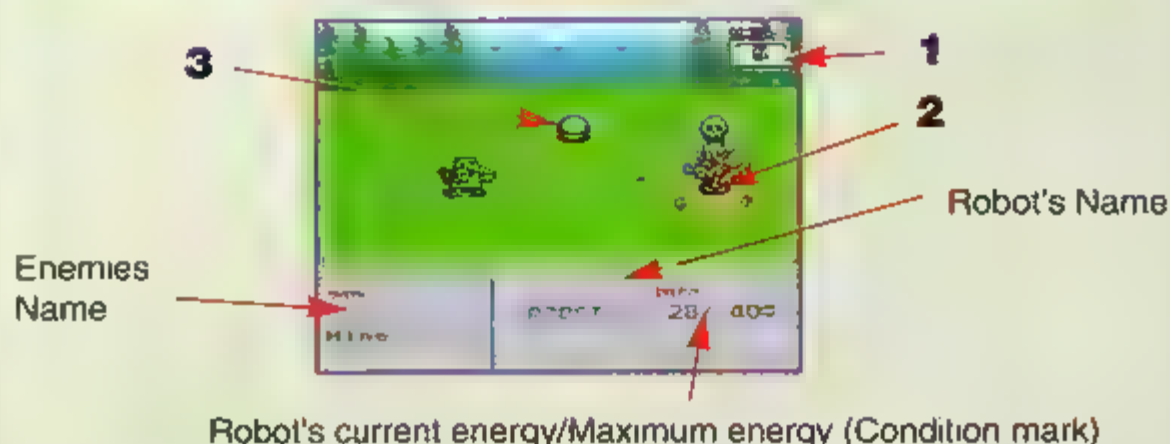 3
1
2
Robot's Name
Enemies
Name
28/
Mine
Robot's current energy/Maximum energy (Condition mark)